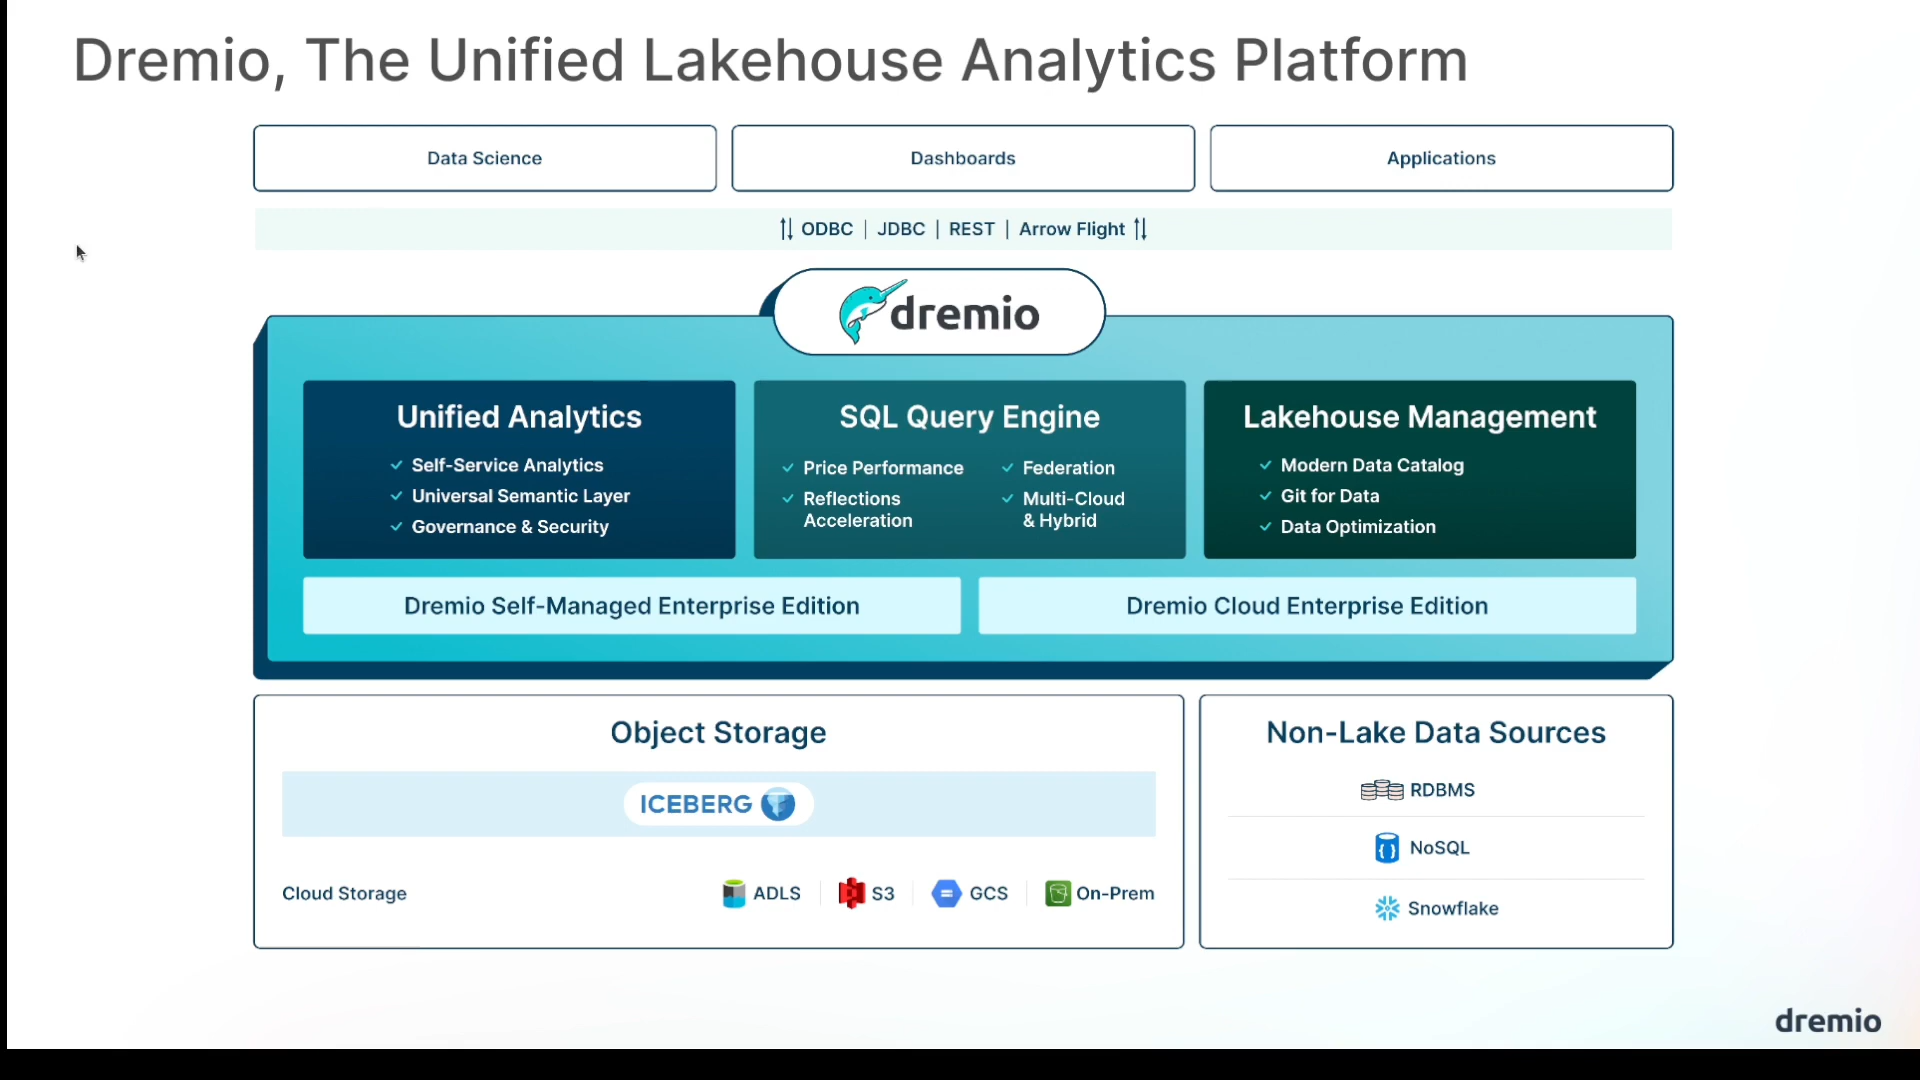 Dremio, The Unified Lakehouse Analytics Platform
Data Science
Dashboards
Applications
ODBC | JDBC | REST | Arrow Flight
dremio
Unified Analytics
Self-Service Analytics
Universal Semantic Layer
Governance & Security
SQL Query Engine
Price Performance
Reflections
Acceleration
Federation
Multi-Cloud
& Hybrid
Lakehouse Management
Modern Data Catalog
Git for Data
Data Optimization
Dremio Self-Managed Enterprise Edition
Dremio Cloud Enterprise Edition
Object Storage
ICEBERG
Cloud Storage
ADLS
S3
GCS
On-Prem
Non-Lake Data Sources
RDBMS
NoSQL
Snowflake
dremio